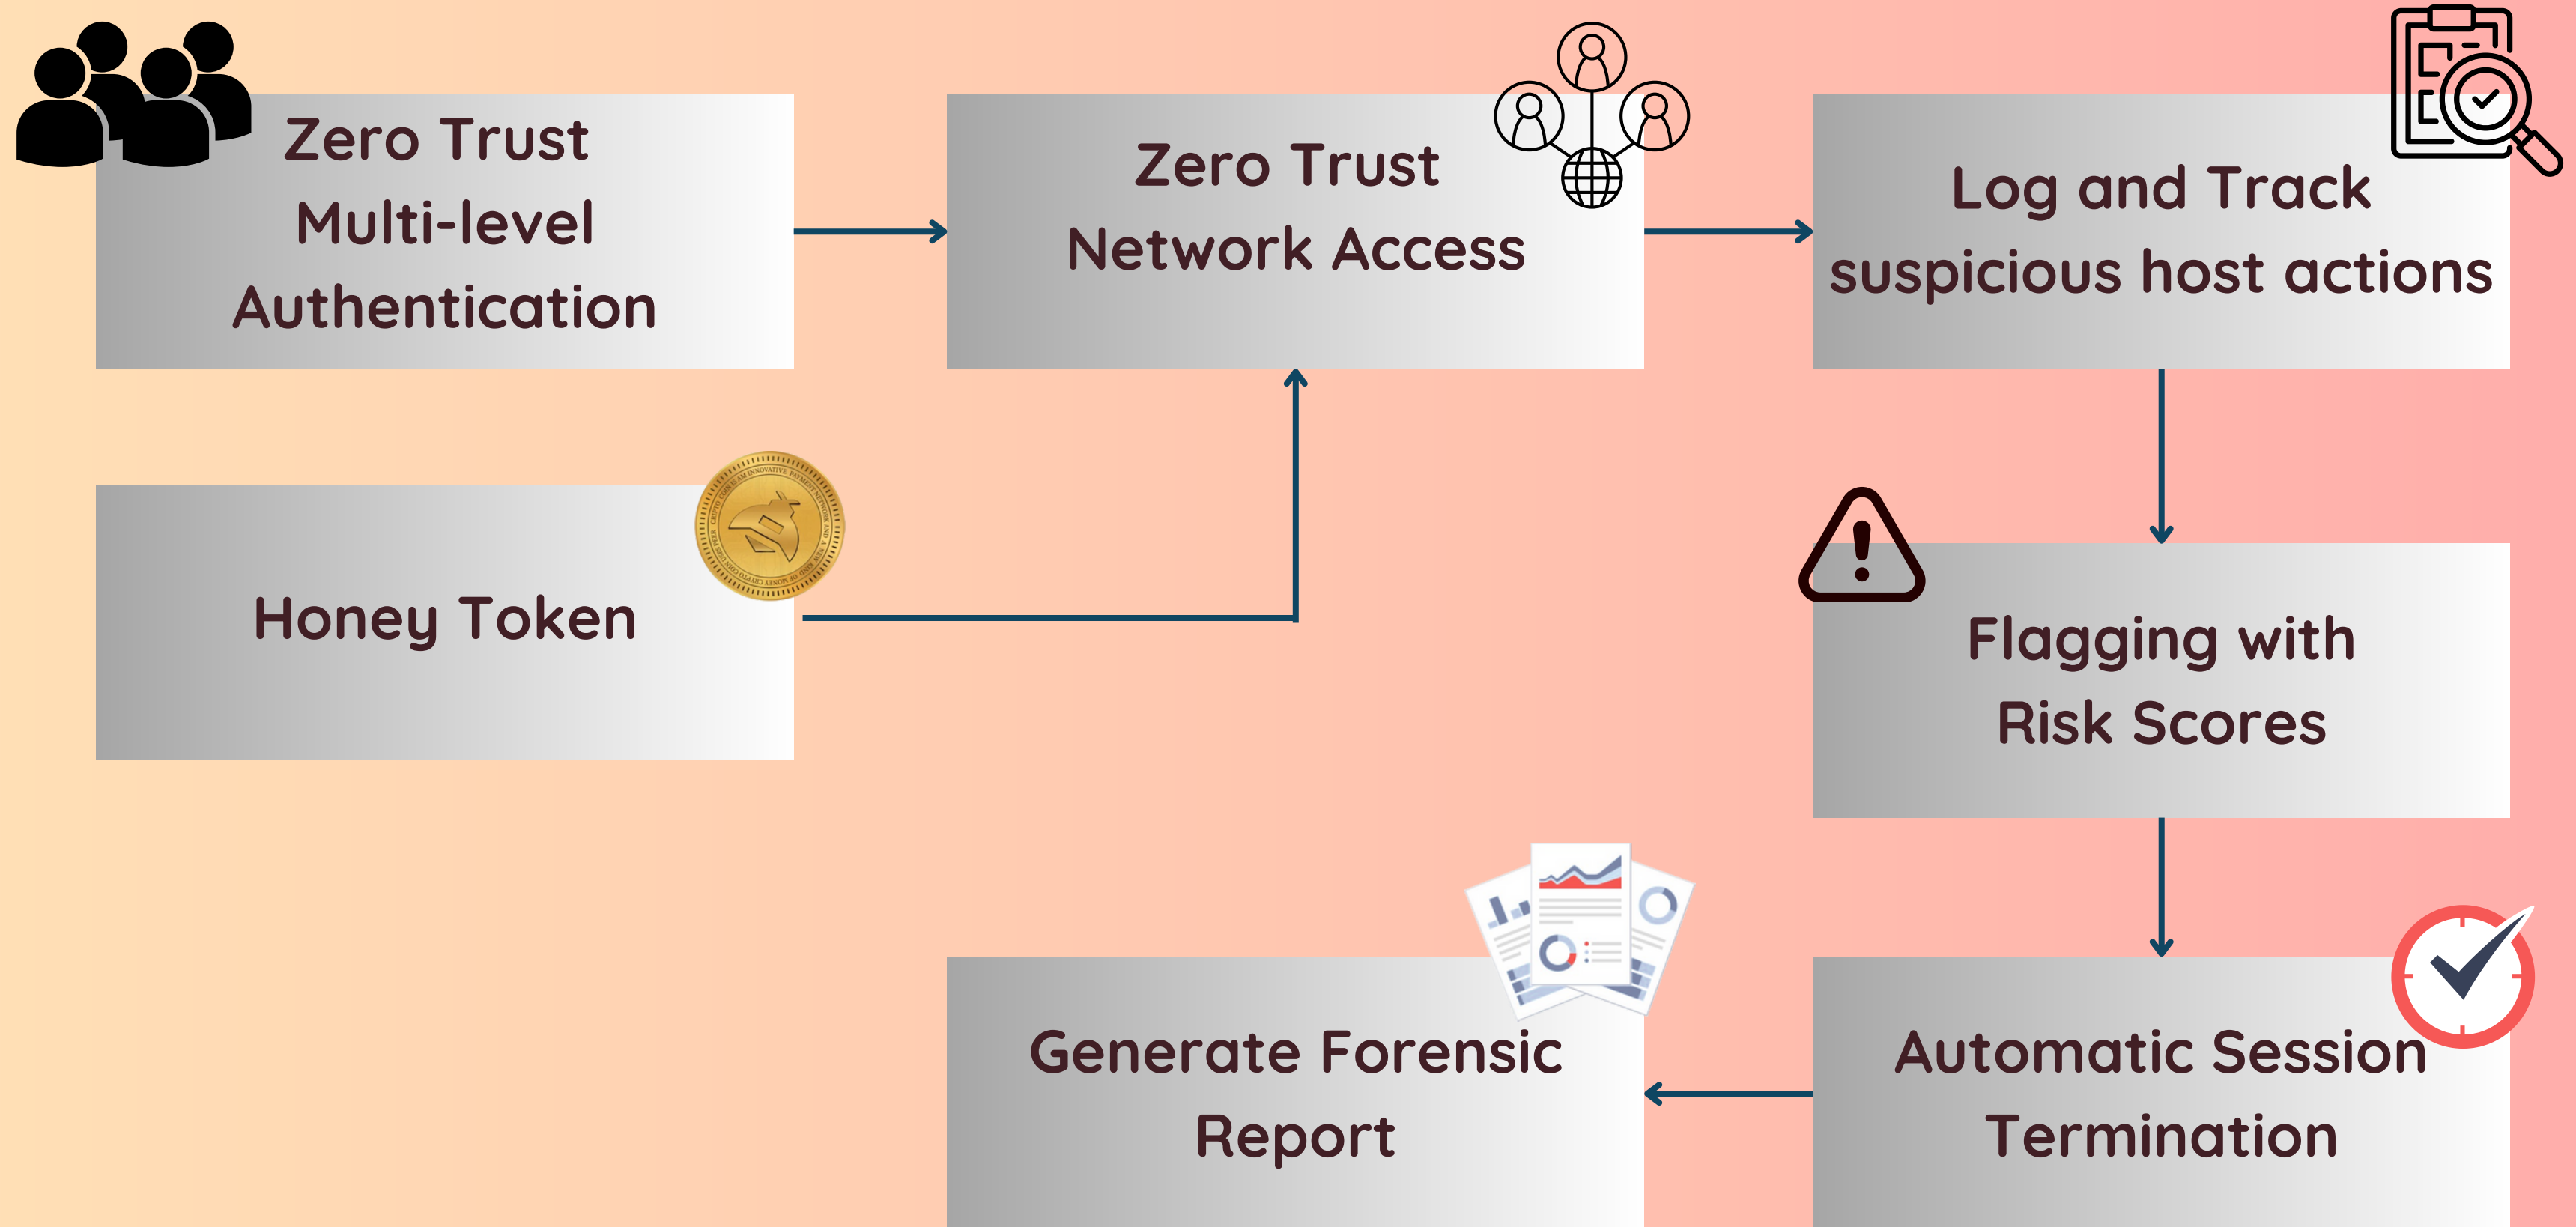 Zero Trust
Multi-level
Authentication
Zero Trust
Network Access
Log and Track
suspicious host actions
Honey Token
Flagging with
Risk Scores
Generate Forensic
Report
Automatic Session
Termination